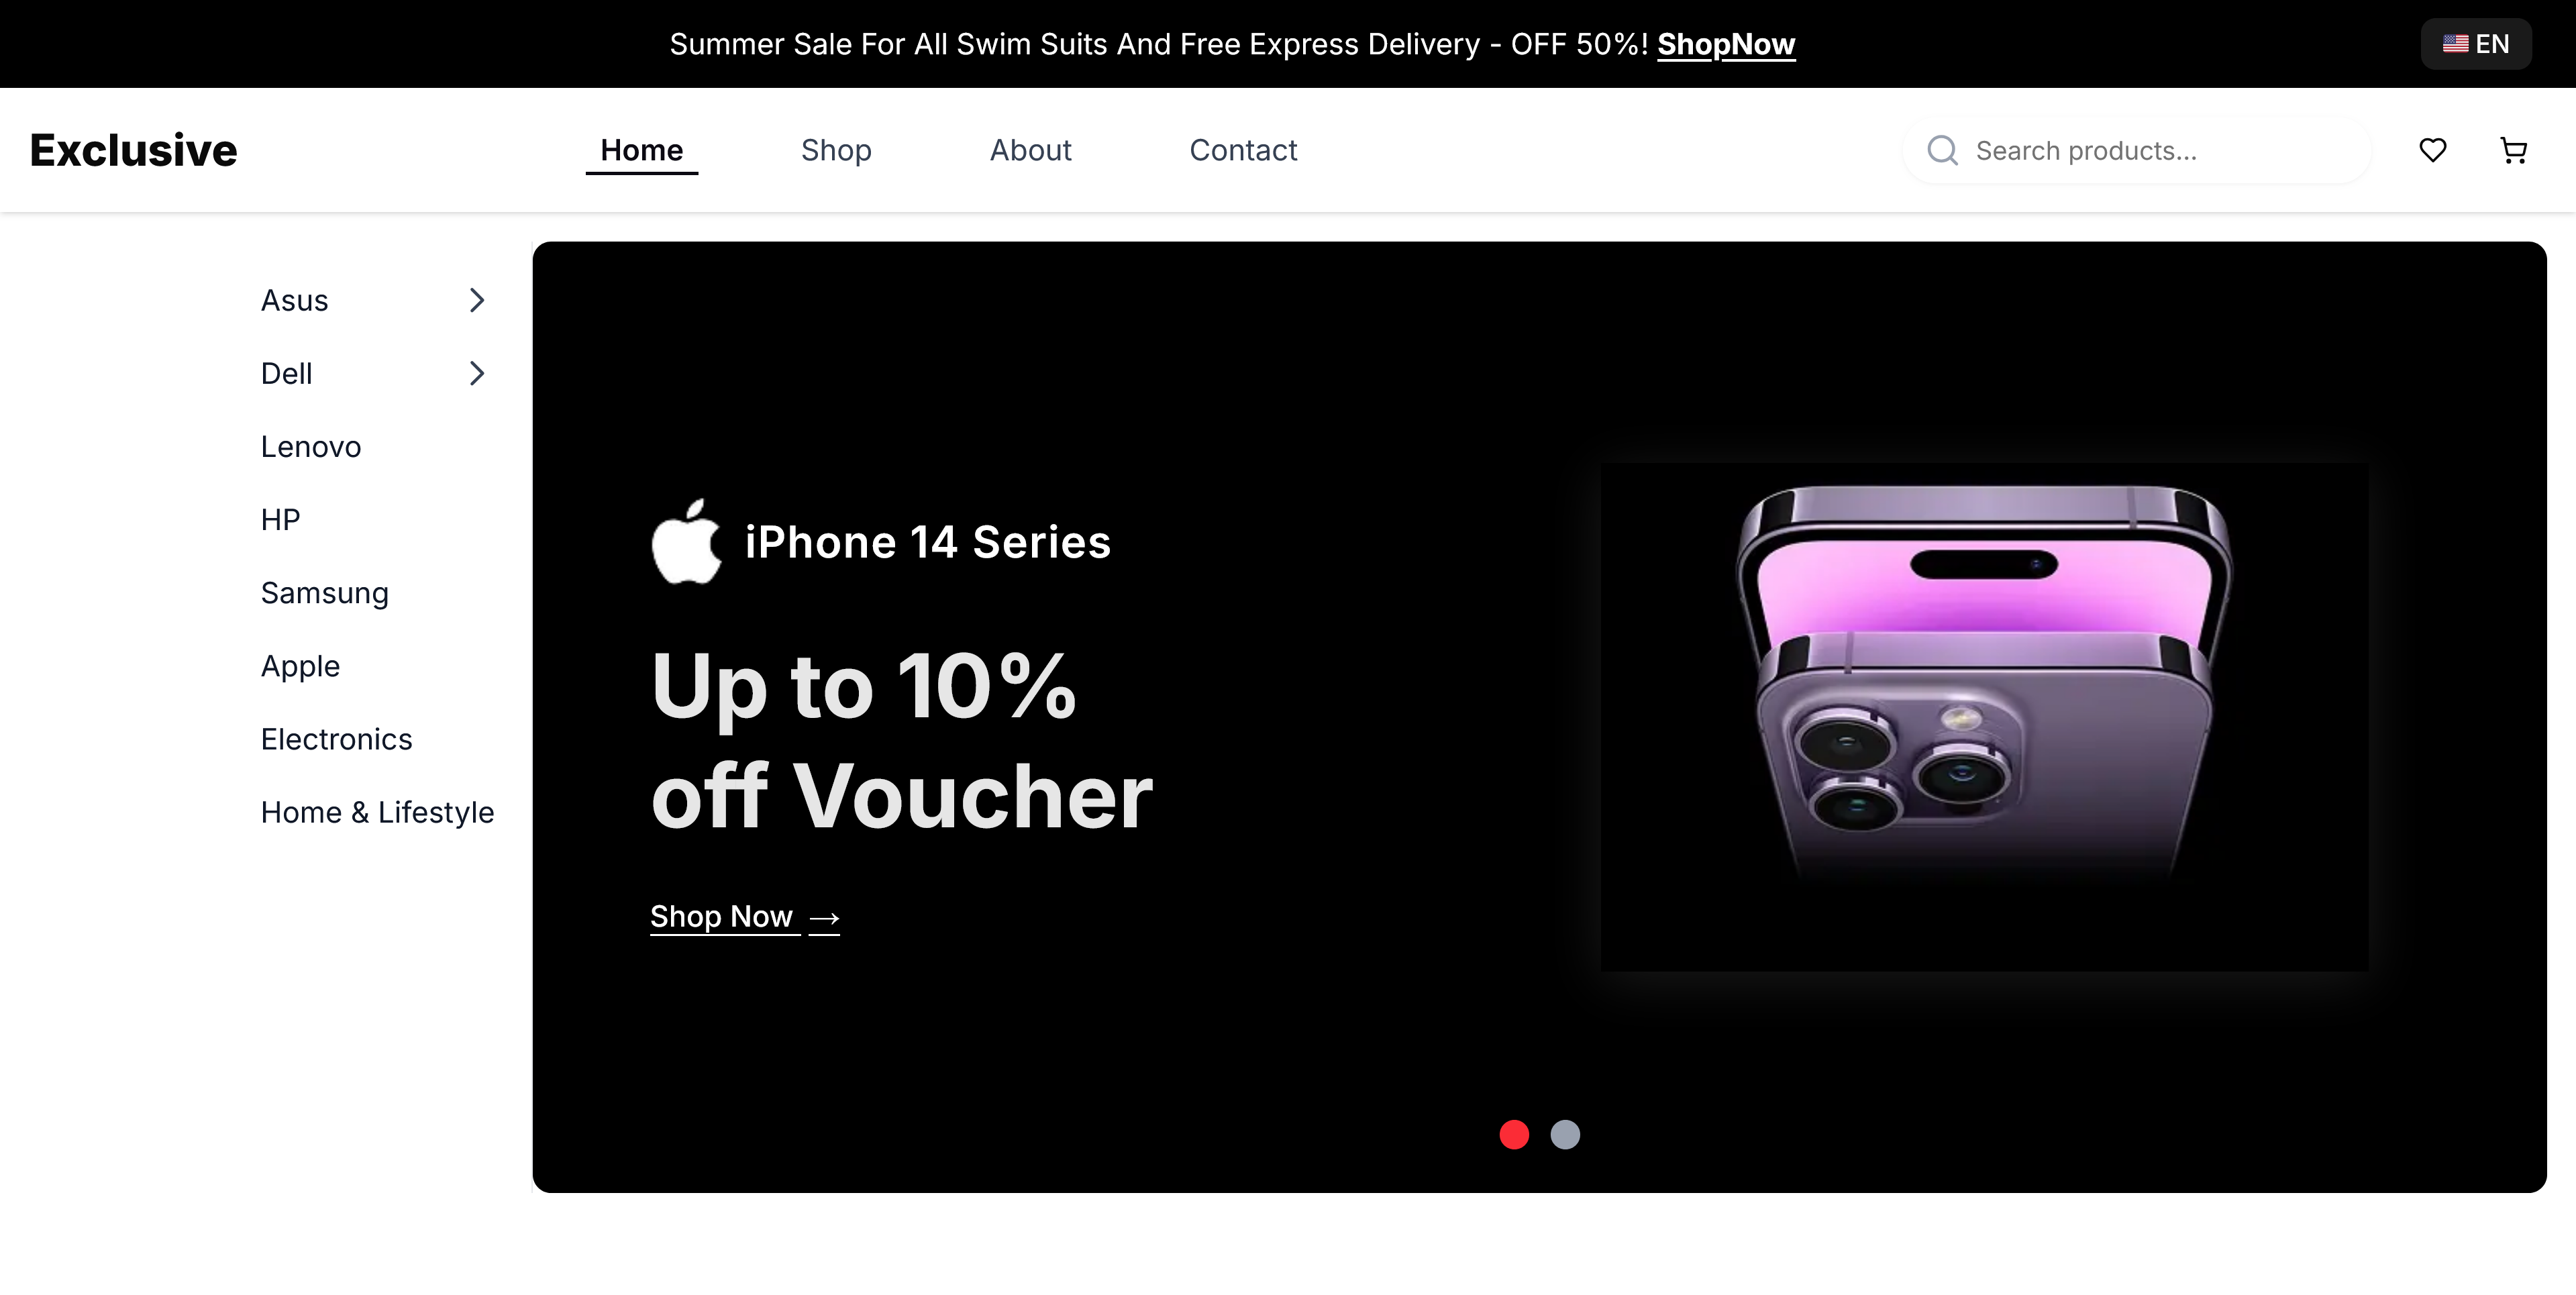 Summer Sale For All Swim Suits And Free Express Delivery - OFF 50%! ShopNow
EN
Exclusive
Home
Shop
About
Contact
Search products...
Asus
Dell
Lenovo
HP
Samsung
Apple
Electronics
Home & Lifestyle
iPhone 14 Series
Up to 10%
off Voucher
Shop Now →